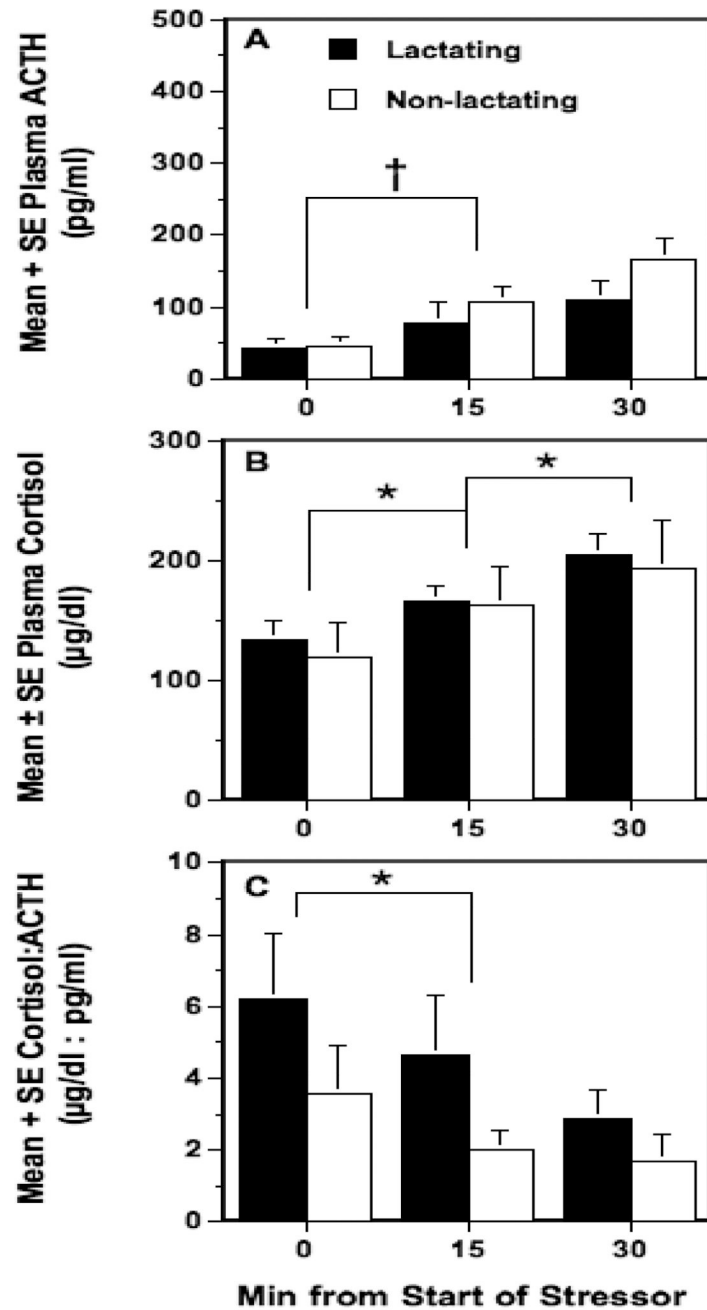 Mean + SE Plasma ACTH
(pg/ml)
500
400
300
200
100
0
A
Lactating
Non-lactating
†
0 15 30
Mean ± SE Plasma Cortisol
(µg/dl)
300
200
100
0
B
* *
0 15 30
Mean + SE Cortisol:ACTH
(µg/dl : pg/ml)
10
8
6
4
2
0
C
*
0 15 30
Min from Start of Stressor